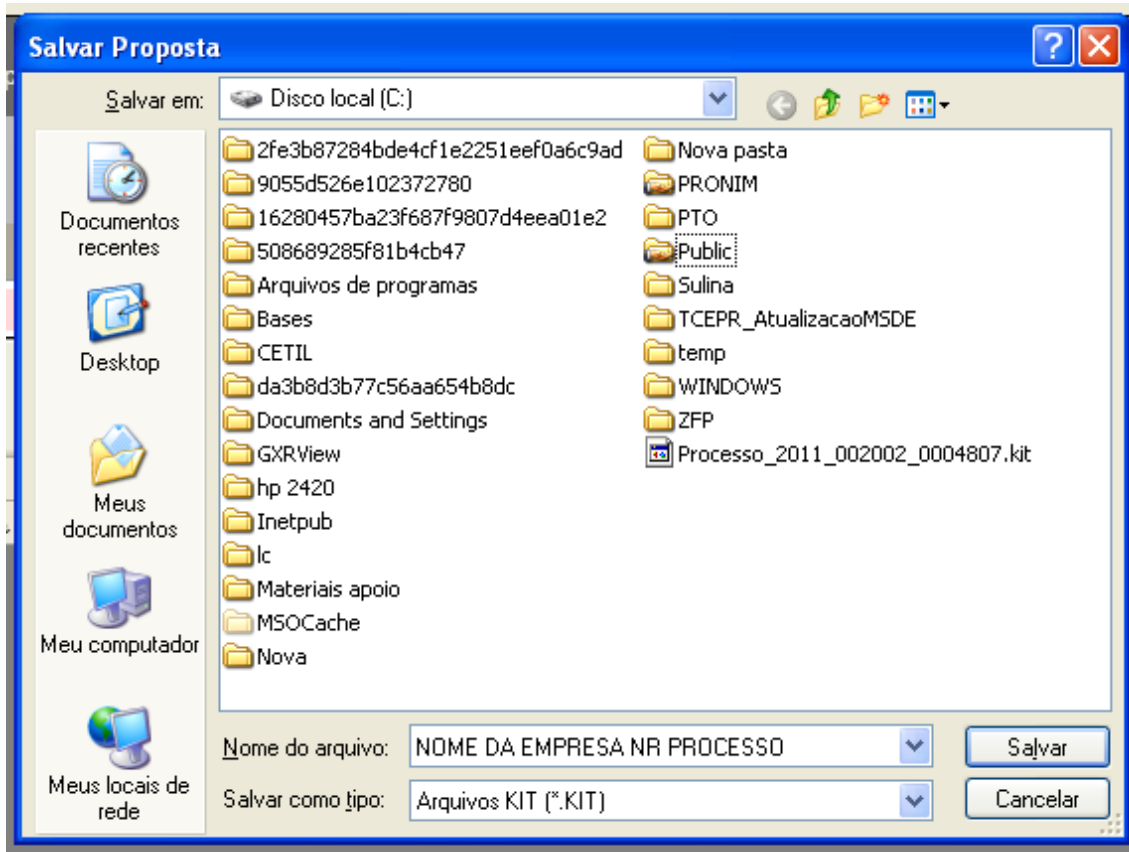 Salvar Proposta
Salvar em:
Disco local (C:)
Documentos
recentes
Desktop
Meus
documentos
Meu computador
Meus locais de
rede
2fe3b87284bde4cf1e2251eef0a6c9ad
9055d526e102372780
16280457ba23f687f9807d4eea01e2
508689285f81b4cb47
Arquivos de programas
Bases
CETIL
da3b8d3b77c56aa654b8dc
Documents and Settings
GXRView
hp 2420
Inetpub
lc
Materiais apoio
MSOCache
Nova
Nova pasta
PRONIM
PTO
Public
Sulina
TCEPR_AtualizacaoMSDE
temp
WINDOWS
ZFP
Processo_2011_002002_0004807.kit
Nome do arquivo:
NOME DA EMPRESA NR PROCESSO
Salvar
Salvar como tipo:
Arquivos KIT (*.KIT)
Cancelar